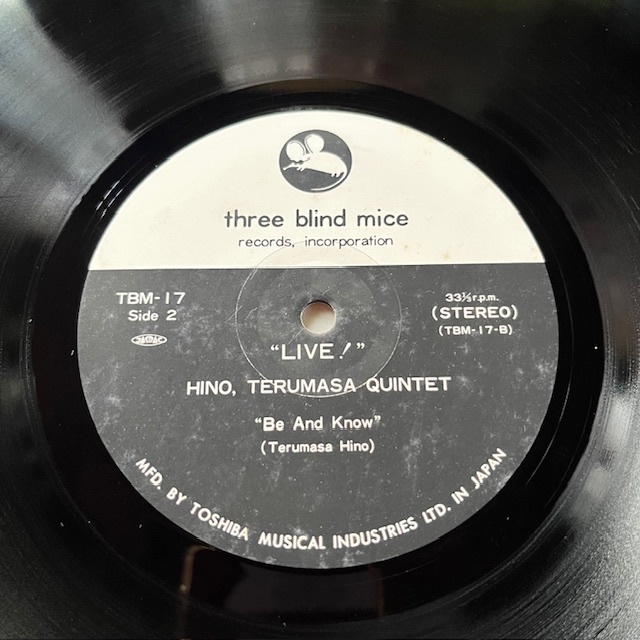 three blind mice
records, incorporation
TBM-17
Side 2
33⅓ r.p.m.
(STEREO)
(TBM-17-B)
"LIVE!"
HINO, TERUMASA QUINTET
"Be And Know"
(Terumasa Hino)
MFD. BY TOSHIBA MUSICAL INDUSTRIES LTD. IN JAPAN